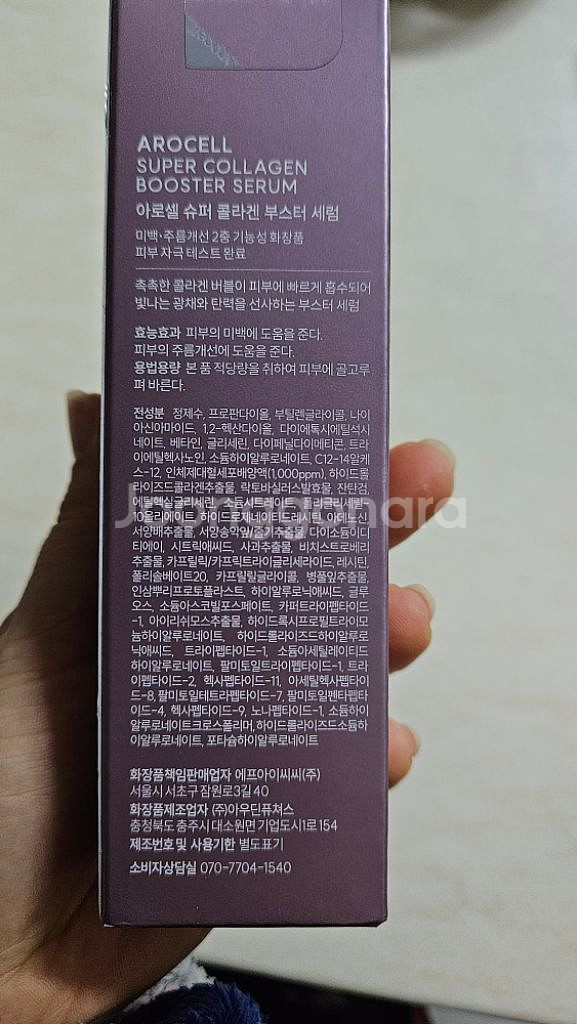 AROCELL
SUPER COLLAGEN
BOOSTER SERUM
아로셀 슈퍼 콜라겐 부스터 세럼
미백·주름개선 2중 기능성 화장품
피부 자극 테스트 완료
촉촉한 콜라겐 버블이 피부에 빠르게 흡수되어
빛나는 광채와 탄력을 선사하는 부스터 세럼
효능효과 피부의 미백에 도움을 준다.
피부의 주름개선에 도움을 준다.
용법용량 본 품 적당량을 취하여 피부에 골고루
펴 바른다.
전성분 정제수, 프로판다이올, 부틸렌글라이콜, 나이
아신아마이드, 1,2-헥산다이올, 다이에톡시에틸석시
네이트, 베타인, 글리세린, 다이페닐다이메티콘, 트라
이에틸헥사노인, 소듐하이알루로네이트, C12-14알케
스-12, 인체제대혈세포배양액(1,000ppm), 하이드롤
라이즈드콜라겐추출물, 락토바실러스발효물, 잔탄검,
에틸헥실글리세린, 소듐시트레이트, 폴리글리세릴-
10올리에이트, 하이드로제네이티드레시틴, 아데노신,
서양배추출물, 서양송악잎/줄기추출물, 다이소듐이디
티에이, 시트릭애씨드, 사과추출물, 비치스트로베리
추출물, 카프릴릭/카프릭트라이글리세라이드, 레시틴,
폴리솔베이트20, 카프릴릴글라이콜, 병풀잎추출물,
인삼뿌리프로토플라스트, 하이알루로닉애씨드, 글루
오스, 소듐아스코빌포스페이트, 카퍼트라이펩타이드
-1, 아이리쉬모스추출물, 하이드록시프로필트라이모
늄하이알루로네이트, 하이드롤라이즈드하이알루로
닉애씨드, 트라이펩타이드-1, 소듐아세틸레이티드
하이알루로네이트, 팔미토일트라이펩타이드-1, 트라
이펩타이드-2, 헥사펩타이드-11, 아세틸헥사펩타이
드-8, 팔미토일테트라펩타이드-7, 팔미토일펜타펩타
이드-4, 헥사펩타이드-9, 노나펩타이드-1, 소듐하이
알루로네이트크로스폴리머, 하이드롤라이즈드소듐하
이알루로네이트, 포타슘하이알루로네이트
화장품책임판매업자 에프아이씨씨(주)
서울시 서초구 잠원로3길 40
화장품제조업자 (주)아우딘퓨쳐스
충청북도 충주시 대소원면 기업도시1로 154
제조번호 및 사용기한 별도표기
소비자상담실 070-7704-1540